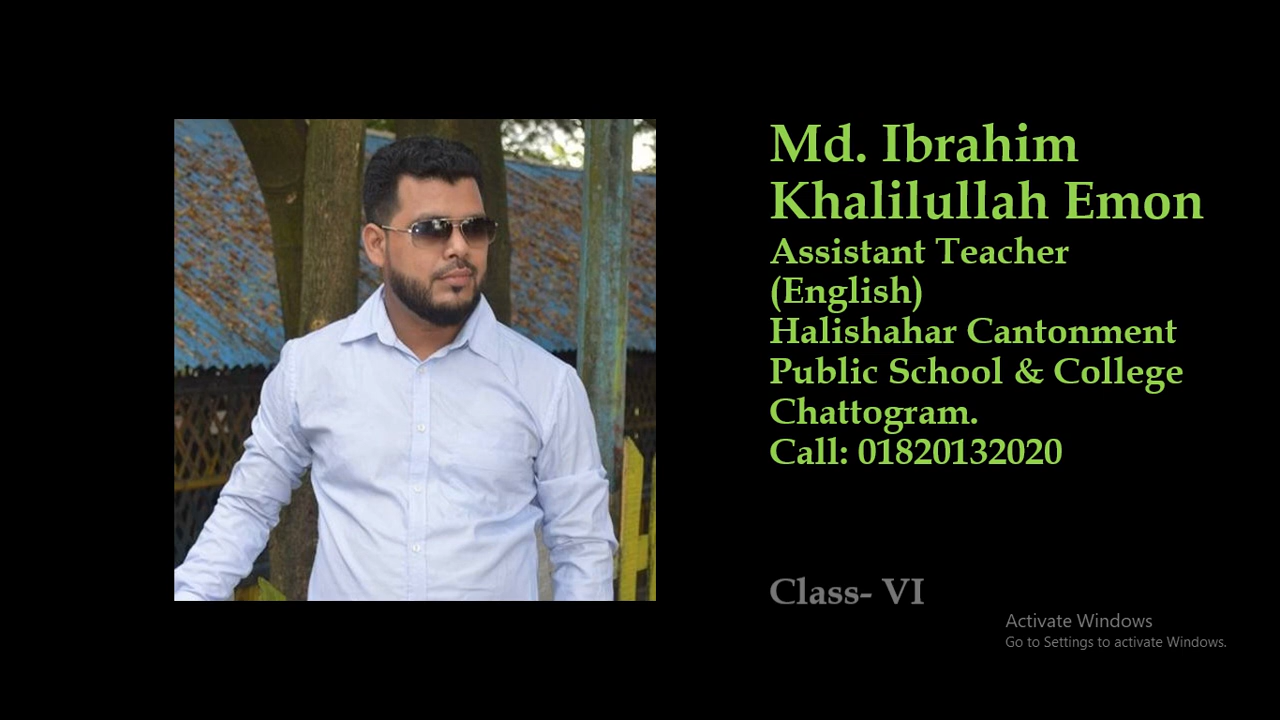 Md. Ibrahim
Khalilullah Emon
Assistant Teacher
(English)
Halishahar Cantonment
Public School & College
Chattogram.
Call: 01820132020
Class- VI
Activate Windows
Go to Settings to activate Windows.